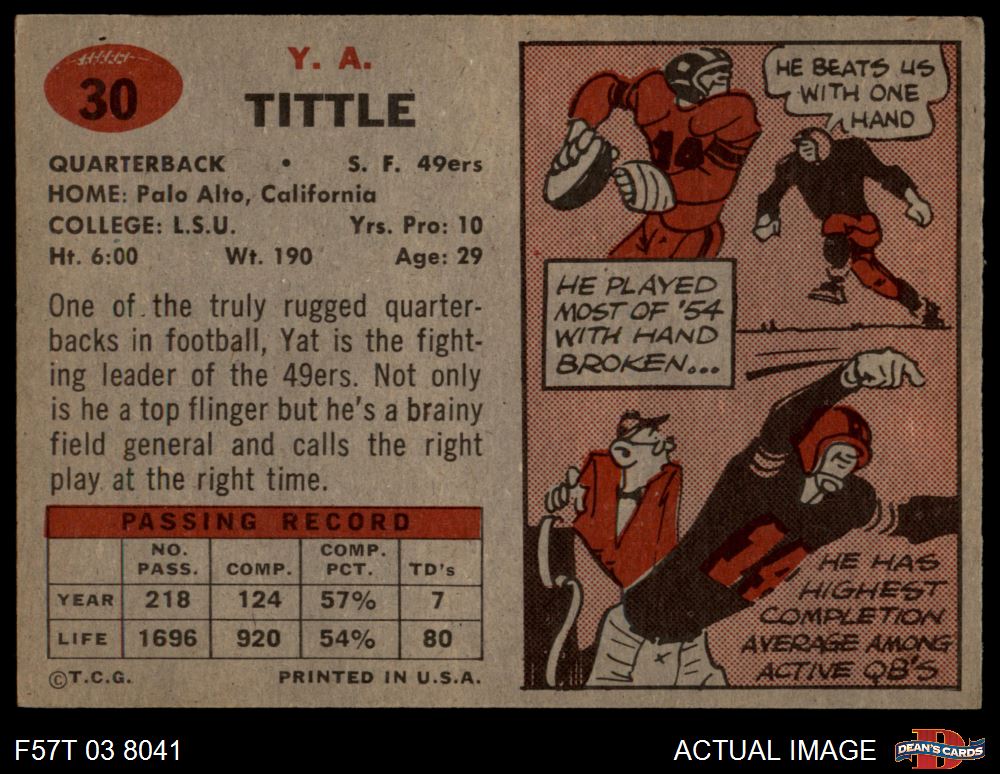 30
Y. A.
TITTLE
QUARTERBACK • S. F. 49ers
HOME: Palo Alto, California
COLLEGE: L.S.U. Yrs. Pro: 10
Ht. 6:00 Wt. 190 Age: 29
One of the truly rugged quarter-
backs in football, Yat is the fight-
ing leader of the 49ers. Not only
is he a top flinger but he's a brainy
field general and calls the right
play at the right time.
PASSING RECORD
NO. PASS. COMP. COMP. PCT. TD's
YEAR 218 124 57% 7
LIFE 1696 920 54% 80
©T.C.G. PRINTED IN U.S.A.
HE BEATS US
WITH ONE
HAND
14
HE PLAYED
MOST OF '54
WITH HAND
BROKEN...
14
HE HAS
HIGHEST
COMPLETION
AVERAGE AMONG
ACTIVE QB'S
F57T 03 8041
ACTUAL IMAGE
DEAN'S CARDS